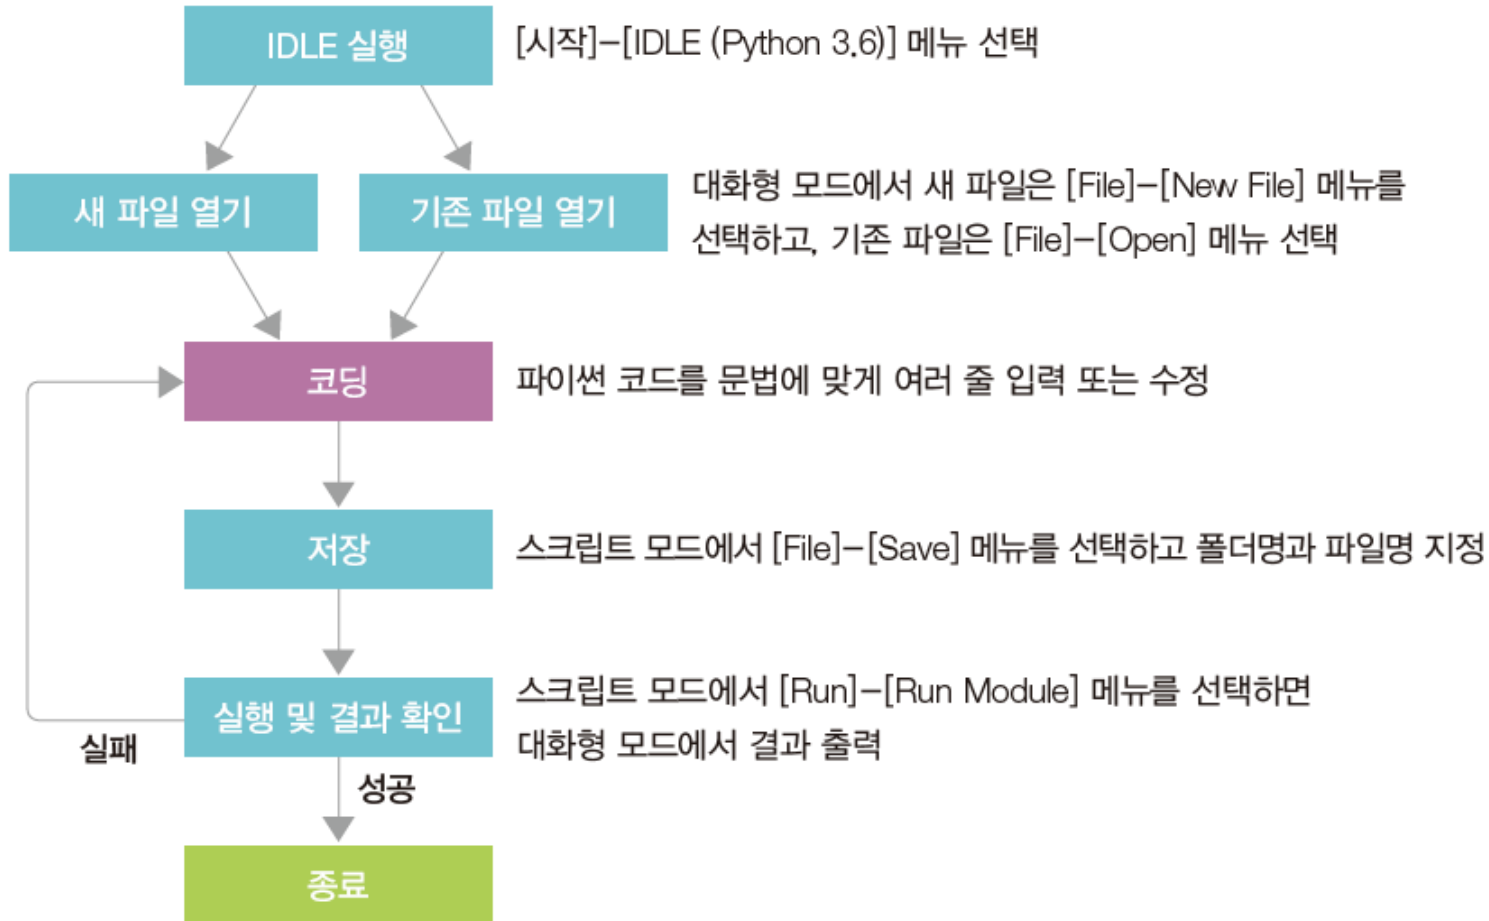 IDLE 실행
[시작]-[IDLE (Python 3.6)] 메뉴 선택
새 파일 열기
기존 파일 열기
대화형 모드에서 새 파일은 [File]-[New File] 메뉴를
선택하고, 기존 파일은 [File]-[Open] 메뉴 선택
코딩
파이썬 코드를 문법에 맞게 여러 줄 입력 또는 수정
저장
스크립트 모드에서 [File]-[Save] 메뉴를 선택하고 폴더명과 파일명 지정
실행 및 결과 확인
스크립트 모드에서 [Run]-[Run Module] 메뉴를 선택하면
대화형 모드에서 결과 출력
실패
성공
종료